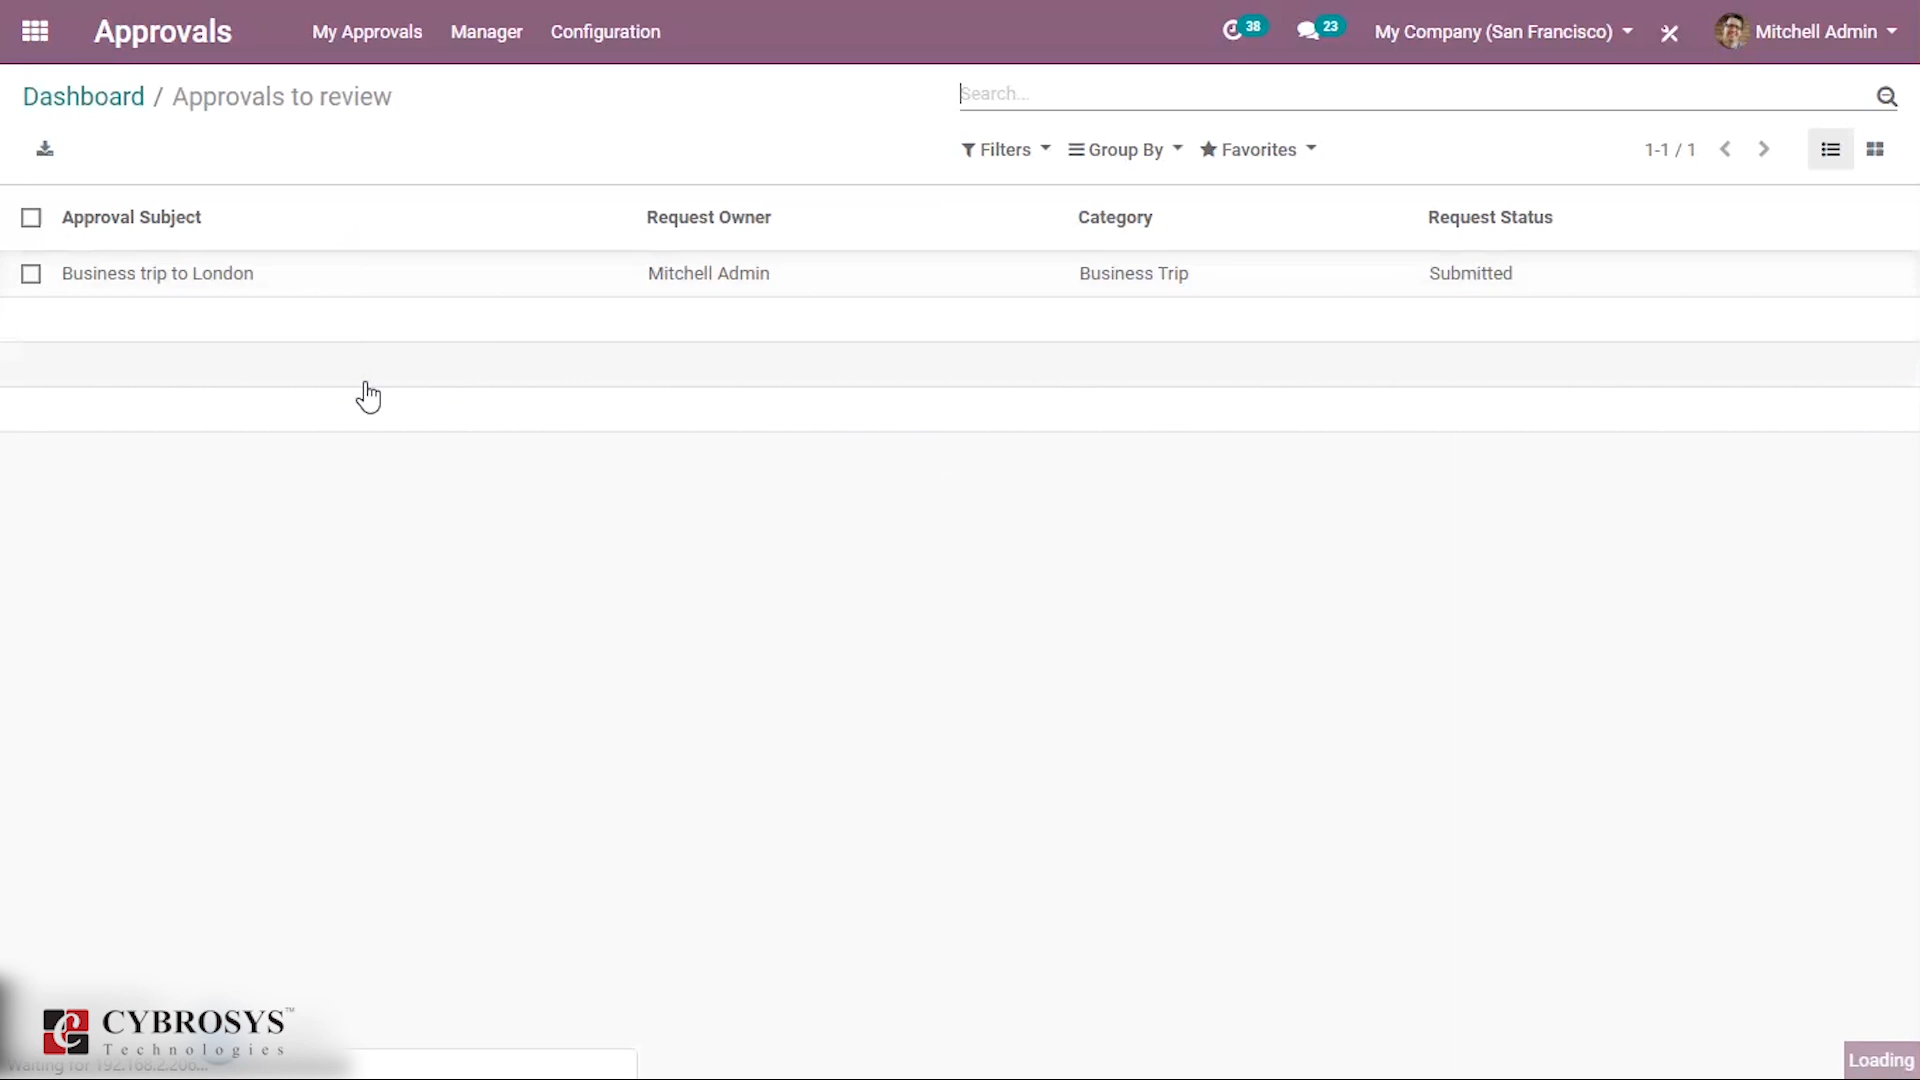 Approvals My Approvals Manager Configuration 38 23 My Company (San Francisco) Mitchell Admin
Dashboard / Approvals to review Search...
Filters Group By Favorites 1-1 / 1
Approval Subject Request Owner Category Request Status
Business trip to London Mitchell Admin Business Trip Submitted
CYBROSYS™
Technologies
Waiting for 192.168.2.206...
Loading